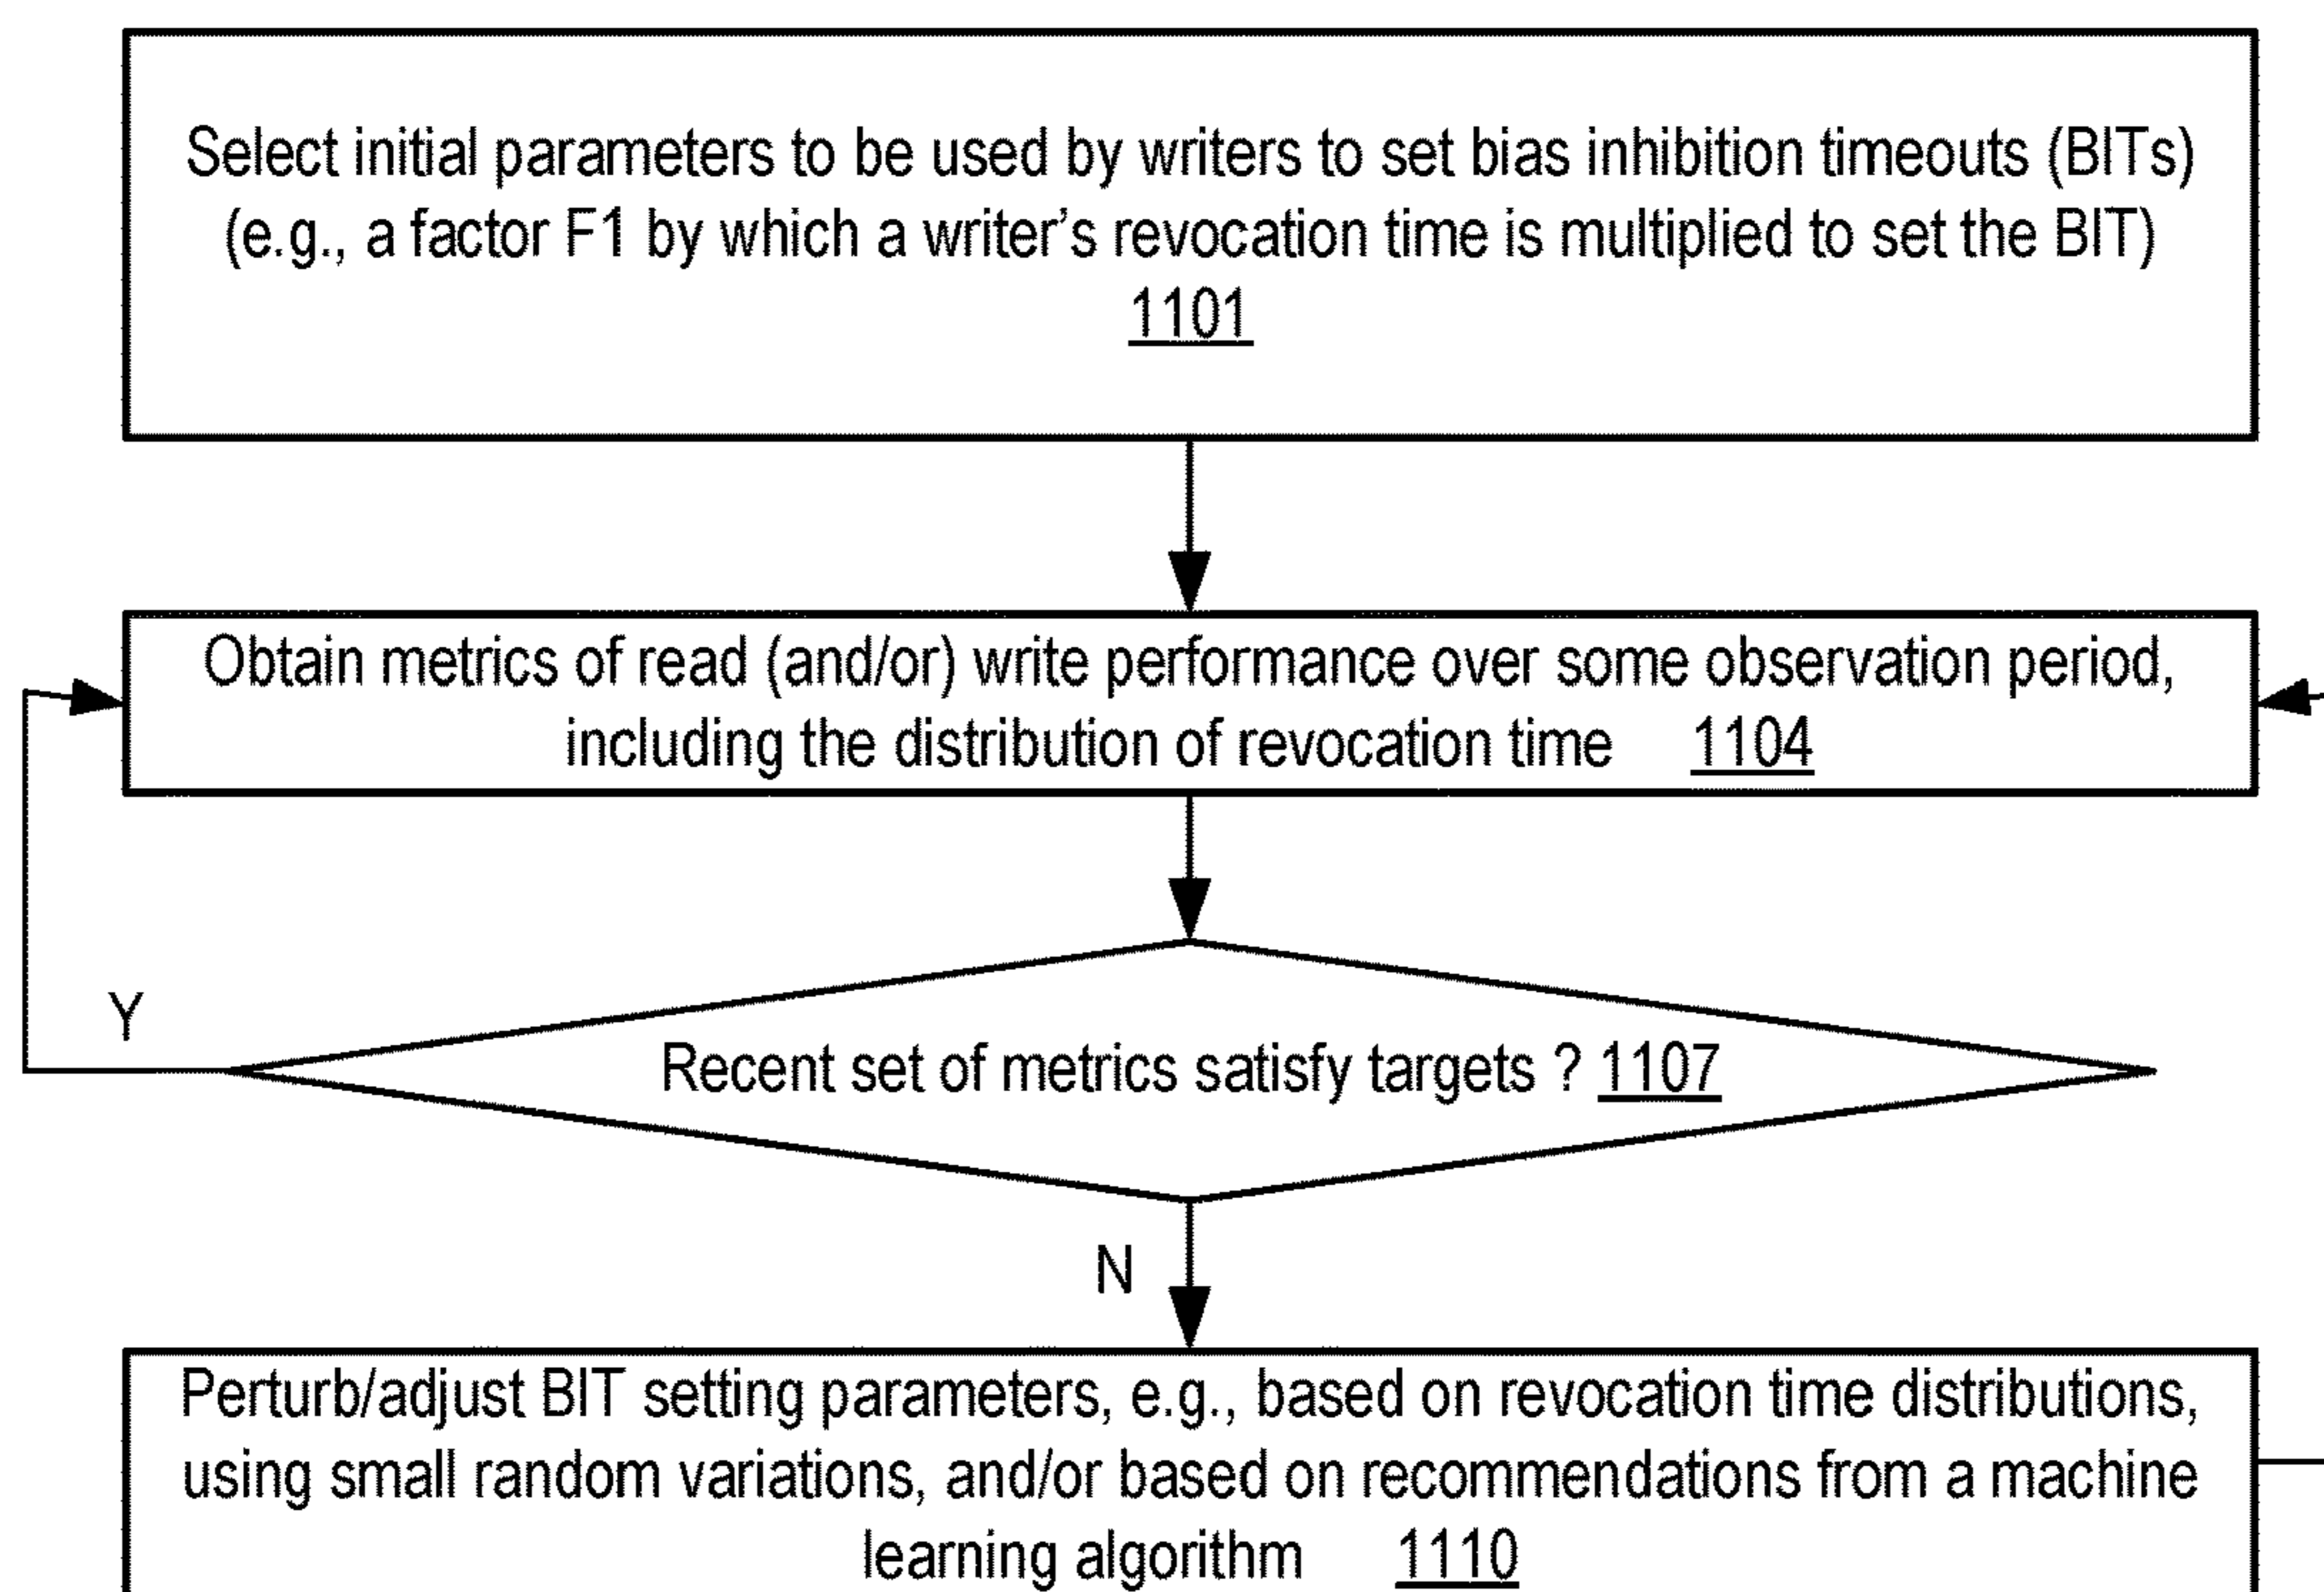 Select initial parameters to be used by writers to set bias inhibition timeouts (BITs)
(e.g., a factor F1 by which a writer's revocation time is multiplied to set the BIT)
1101
Obtain metrics of read (and/or) write performance over some observation period,
including the distribution of revocation time 1104
Y
Recent set of metrics satisfy targets ? 1107
N
Perturb/adjust BIT setting parameters, e.g., based on revocation time distributions,
using small random variations, and/or based on recommendations from a machine
learning algorithm 1110